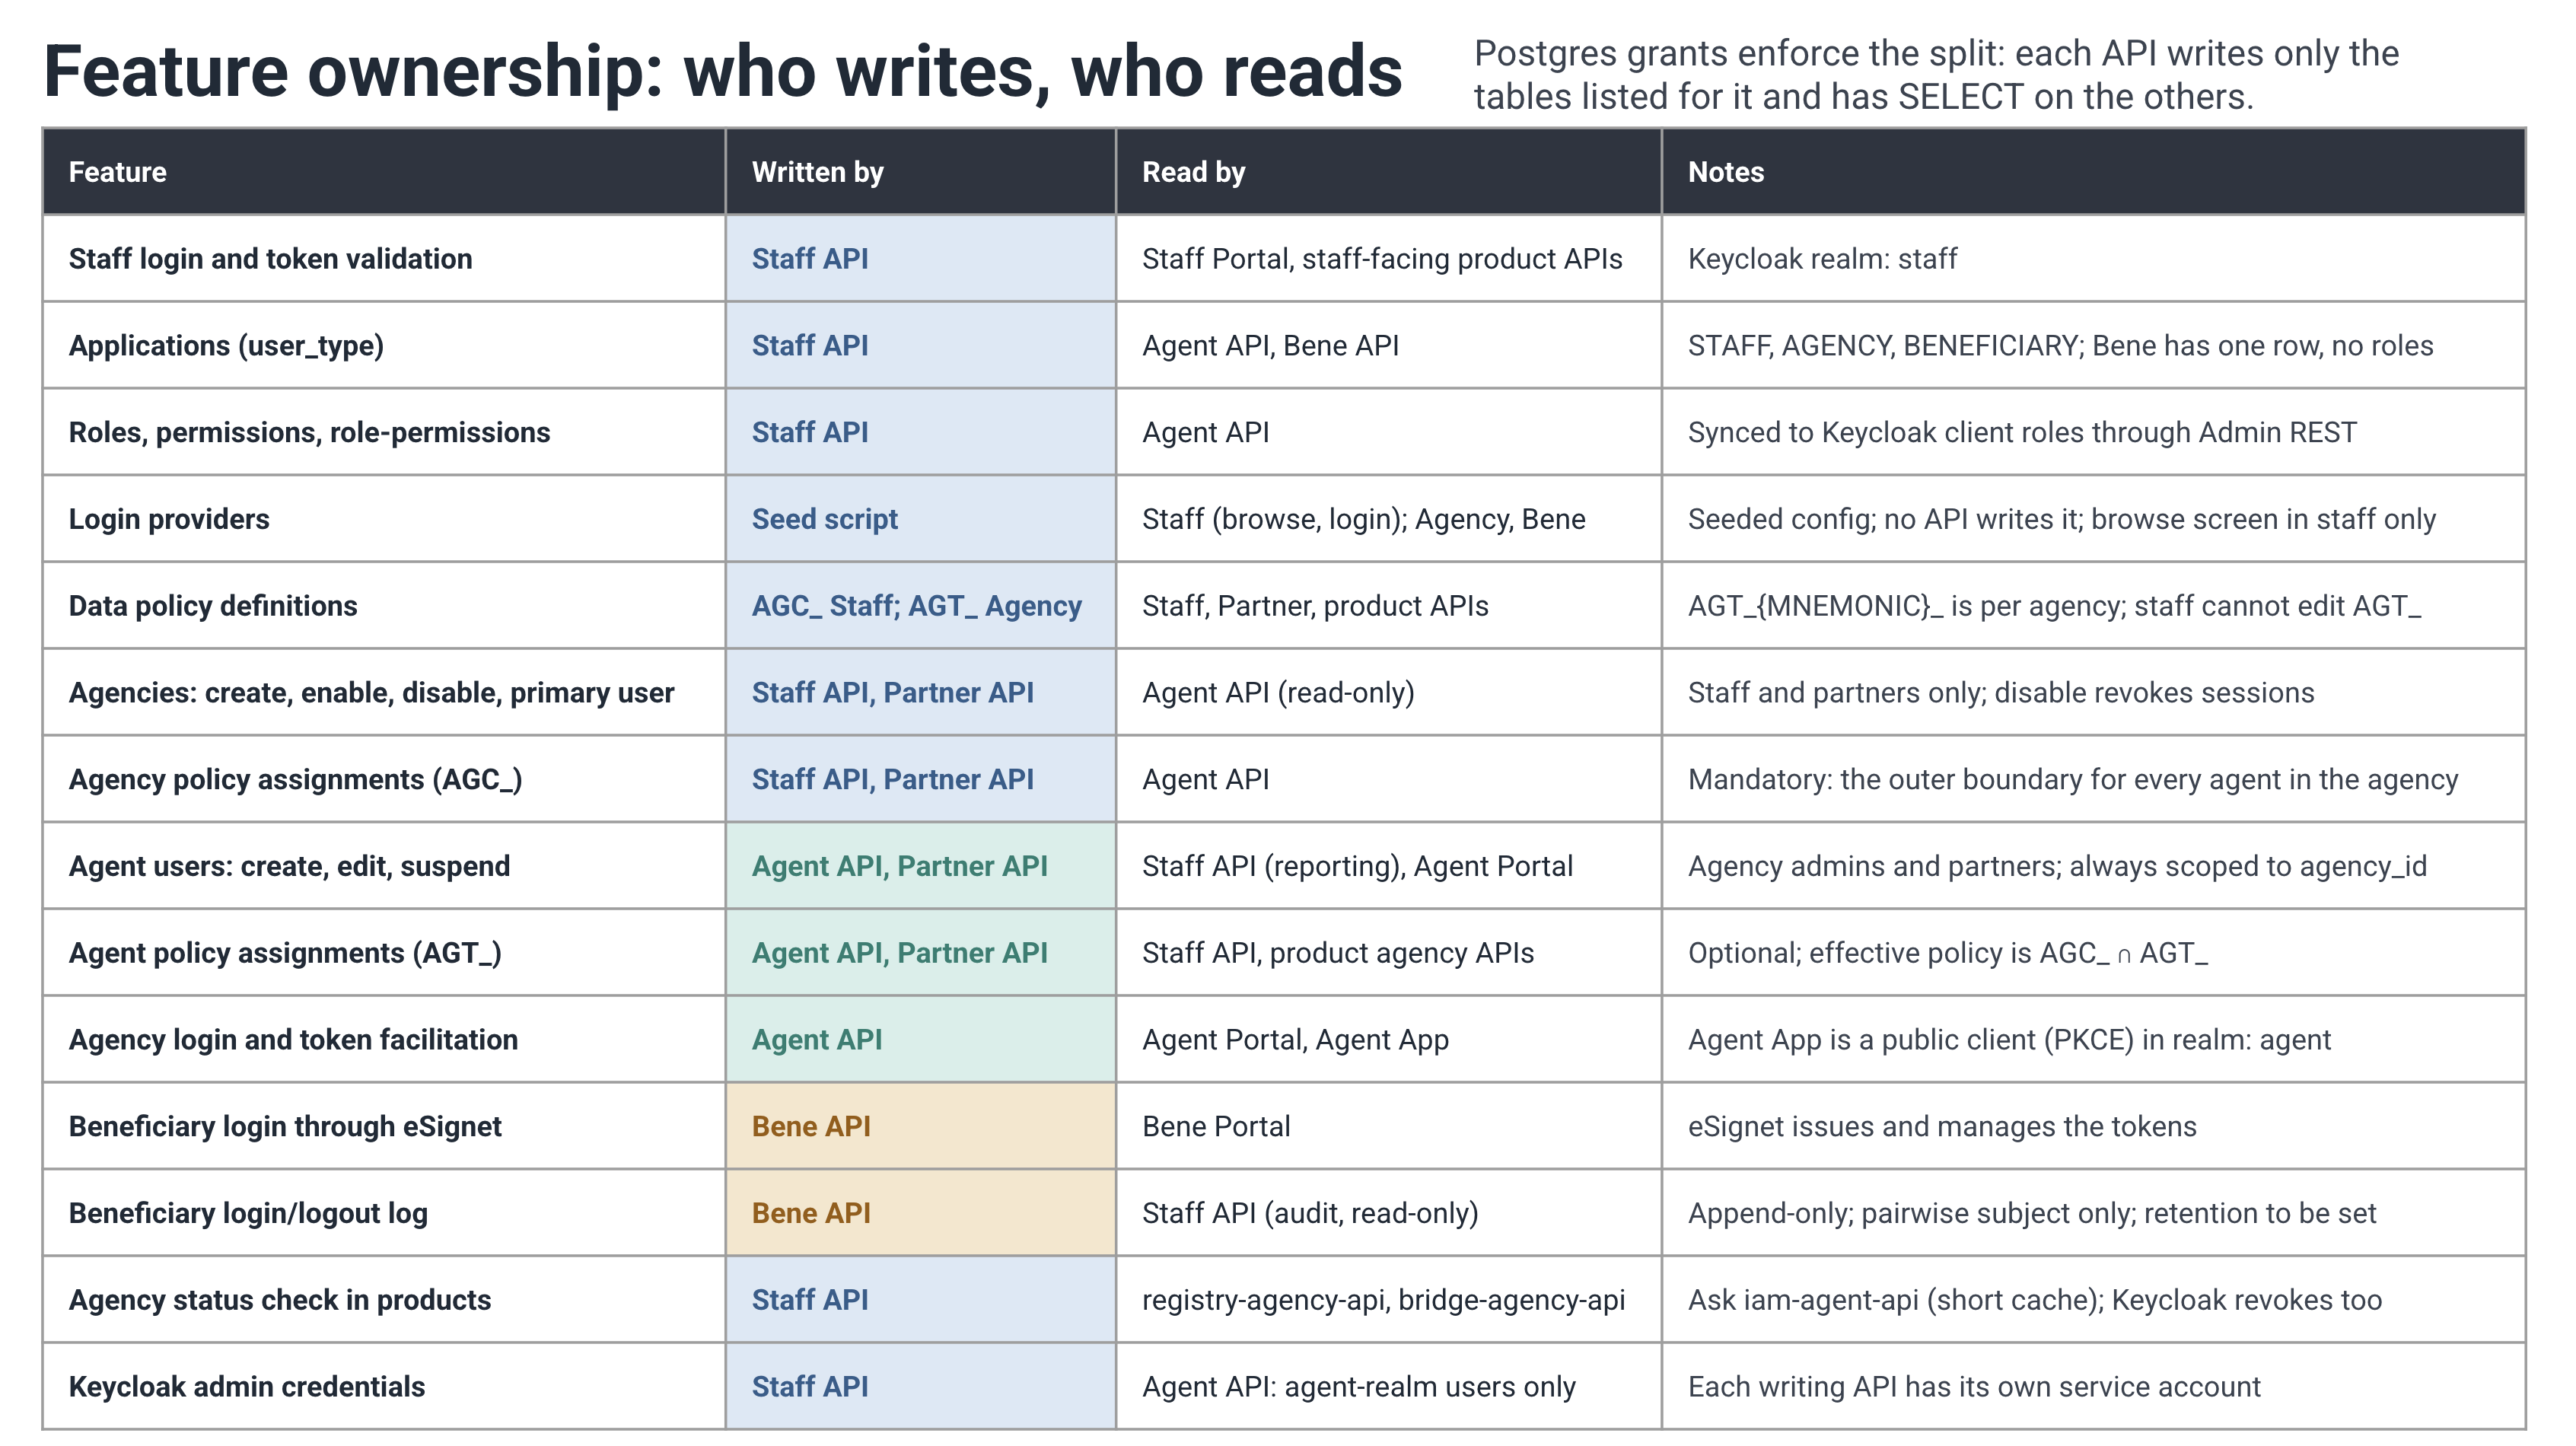 Feature ownership: who writes, who reads
Postgres grants enforce the split: each API writes only the
tables listed for it and has SELECT on the others.
Feature Written by Read by Notes
Staff login and token validation Staff API Staff Portal, staff-facing product APIs Keycloak realm: staff
Applications (user_type) Staff API Agent API, Bene API STAFF, AGENCY, BENEFICIARY; Bene has one row, no roles
Roles, permissions, role-permissions Staff API Agent API Synced to Keycloak client roles through Admin REST
Login providers Seed script Staff (browse, login); Agency, Bene Seeded config; no API writes it; browse screen in staff only
Data policy definitions AGC_ Staff; AGT_ Agency Staff, Partner, product APIs AGT_{MNEMONIC}_ is per agency; staff cannot edit AGT_
Agencies: create, enable, disable, primary user Staff API, Partner API Agent API (read-only) Staff and partners only; disable revokes sessions
Agency policy assignments (AGC_) Staff API, Partner API Agent API Mandatory: the outer boundary for every agent in the agency
Agent users: create, edit, suspend Agent API, Partner API Staff API (reporting), Agent Portal Agency admins and partners; always scoped to agency_id
Agent policy assignments (AGT_) Agent API, Partner API Staff API, product agency APIs Optional; effective policy is AGC_ ∩ AGT_
Agency login and token facilitation Agent API Agent Portal, Agent App Agent App is a public client (PKCE) in realm: agent
Beneficiary login through eSignet Bene API Bene Portal eSignet issues and manages the tokens
Beneficiary login/logout log Bene API Staff API (audit, read-only) Append-only; pairwise subject only; retention to be set
Agency status check in products Staff API registry-agency-api, bridge-agency-api Ask iam-agent-api (short cache); Keycloak revokes too
Keycloak admin credentials Staff API Agent API: agent-realm users only Each writing API has its own service account